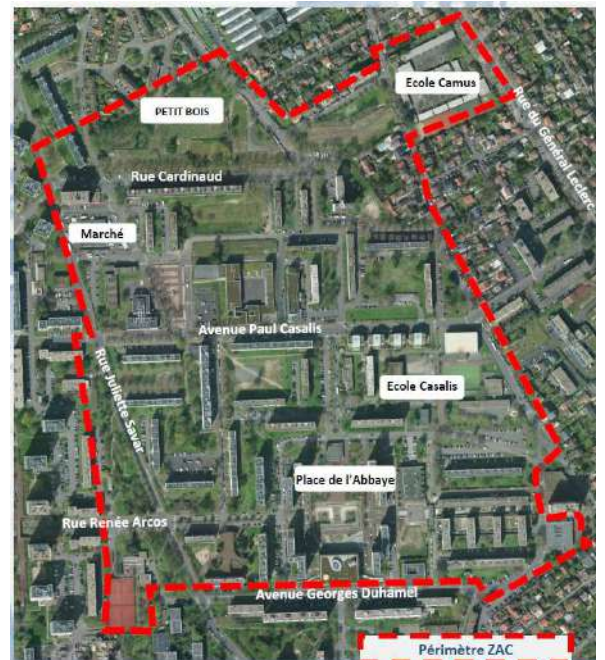 Ecole Camus
PETIT BOIS
Rue du Général Leclerc
Rue Cardinaud
Marché
Avenue Paul Casalis
Rue Juliette Savar
Ecole Casalis
Place de l'Abbaye
Rue Renée Arcos
Avenue Georges Duhamel
Périmètre ZAC